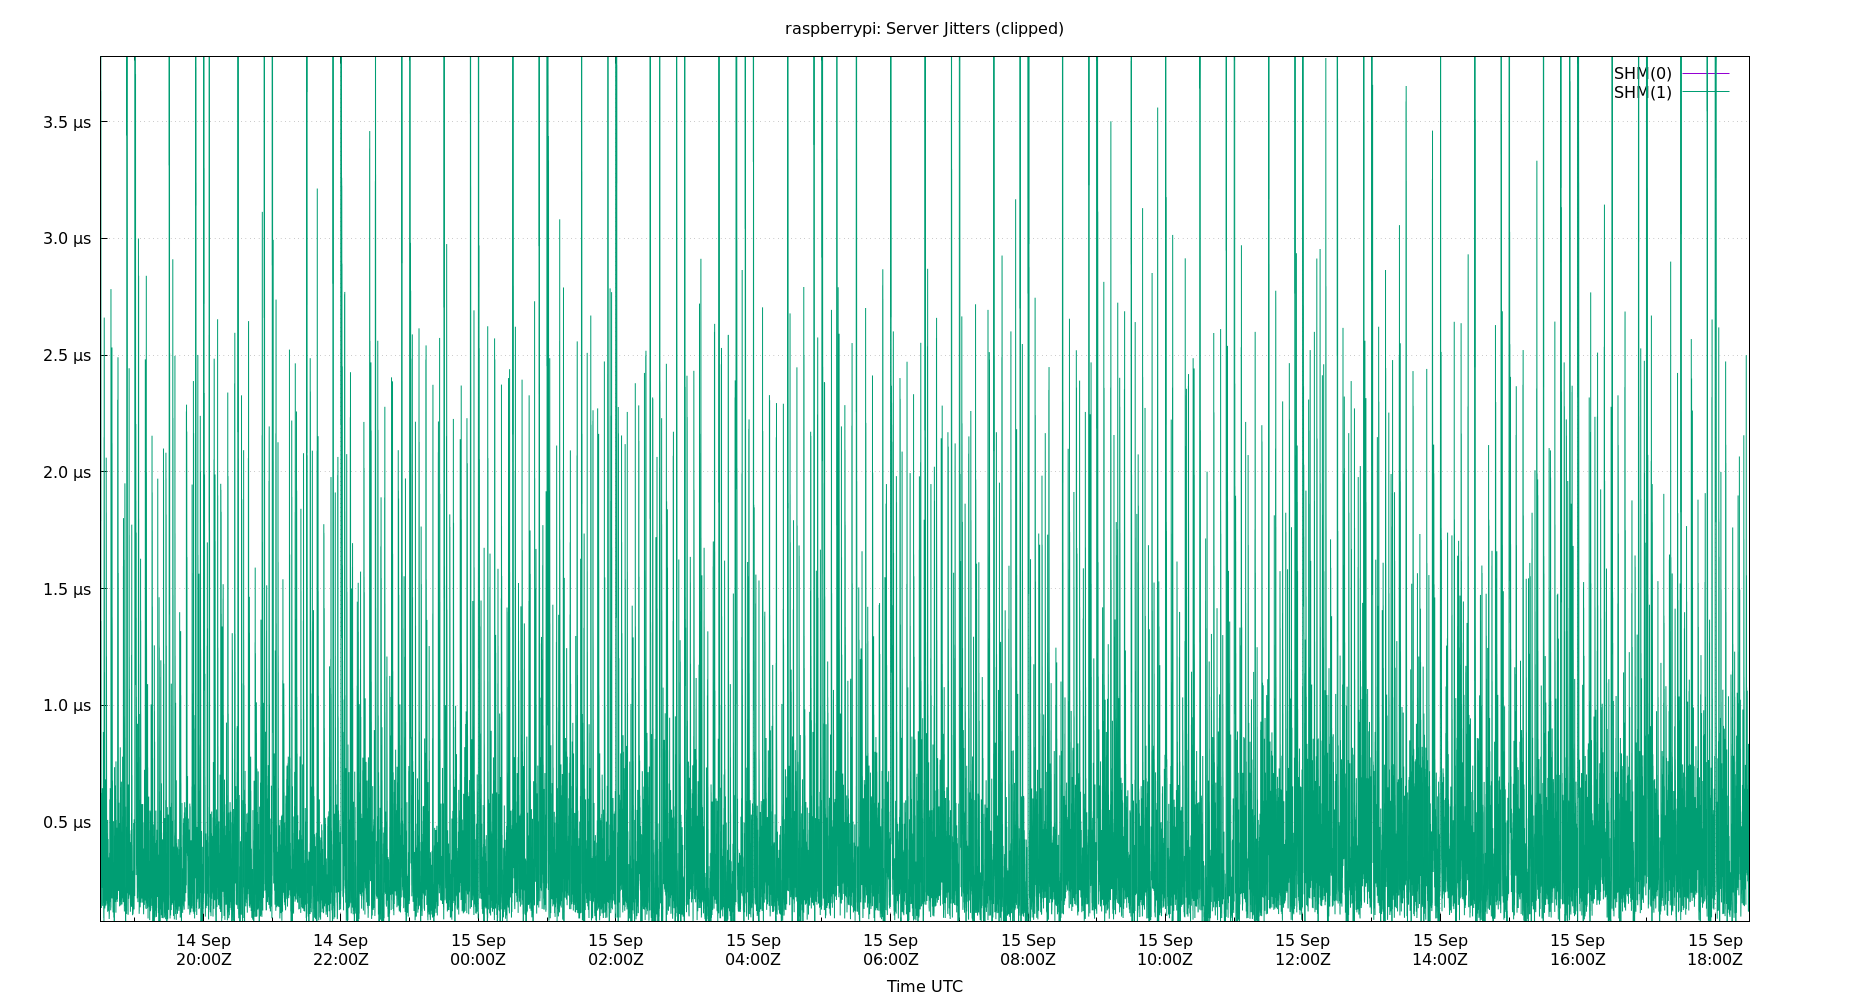 raspberrypi: Server Jitters (clipped)
SHM(0)
SHM(1)
3.5 μs
3.0 μs
2.5 μs
2.0 μs
1.5 μs
1.0 μs
0.5 μs
14 Sep 14 Sep 15 Sep 15 Sep 15 Sep 15 Sep 15 Sep 15 Sep 15 Sep 15 Sep 15 Sep 15 Sep
20:00Z 22:00Z 00:00Z 02:00Z 04:00Z 06:00Z 08:00Z 10:00Z 12:00Z 14:00Z 16:00Z 18:00Z
Time UTC